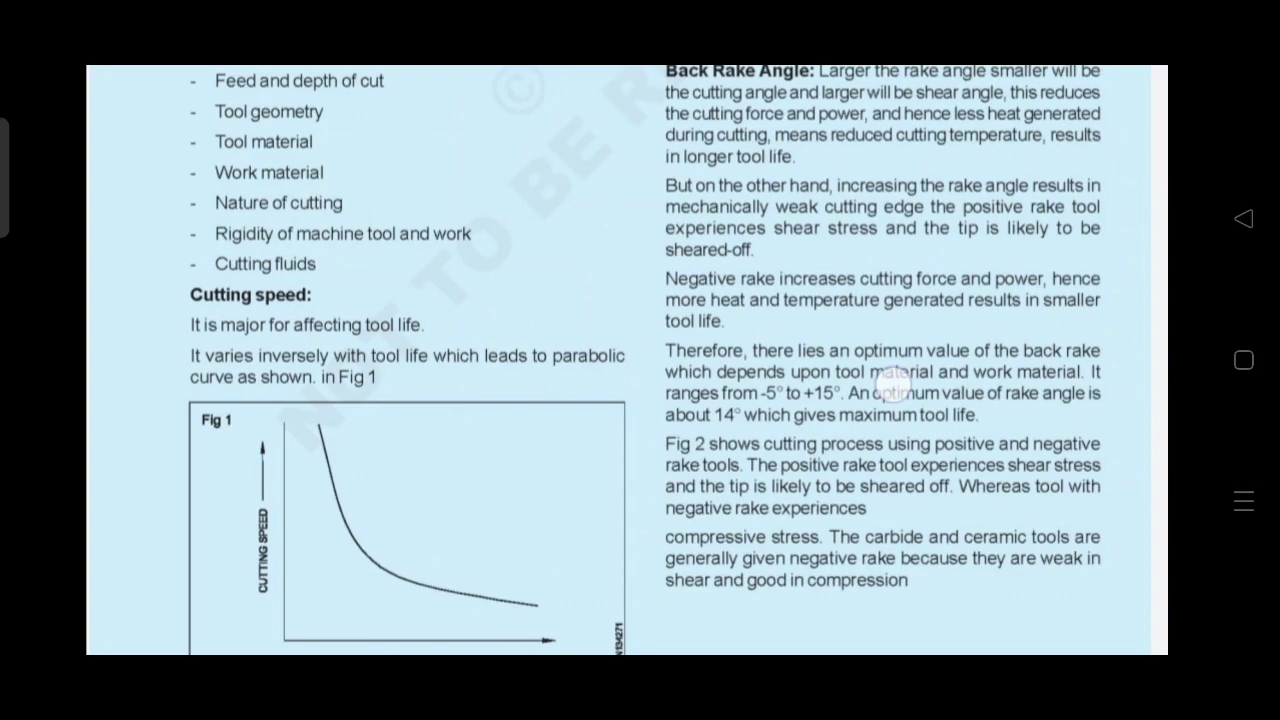 - Feed and depth of cut
- Tool geometry
- Tool material
- Work material
- Nature of cutting
- Rigidity of machine tool and work
- Cutting fluids
Cutting speed:
It is major for affecting tool life.
It varies inversely with tool life which leads to parabolic
curve as shown. in Fig 1
Fig 1
CUTTING SPEED
Back Rake Angle: Larger the rake angle smaller will be
the cutting angle and larger will be shear angle, this reduces
the cutting force and power, and hence less heat generated
during cutting, means reduced cutting temperature, results
in longer tool life.
But on the other hand, increasing the rake angle results in
mechanically weak cutting edge the positive rake tool
experiences shear stress and the tip is likely to be
sheared-off.
Negative rake increases cutting force and power, hence
more heat and temperature generated results in smaller
tool life.
Therefore, there lies an optimum value of the back rake
which depends upon tool material and work material. It
ranges from -5° to +15°. An optimum value of rake angle is
about 14° which gives maximum tool life.
Fig 2 shows cutting process using positive and negative
rake tools. The positive rake tool experiences shear stress
and the tip is likely to be sheared off. Whereas tool with
negative rake experiences
compressive stress. The carbide and ceramic tools are
generally given negative rake because they are weak in
shear and good in compression
© NOT TO BE R